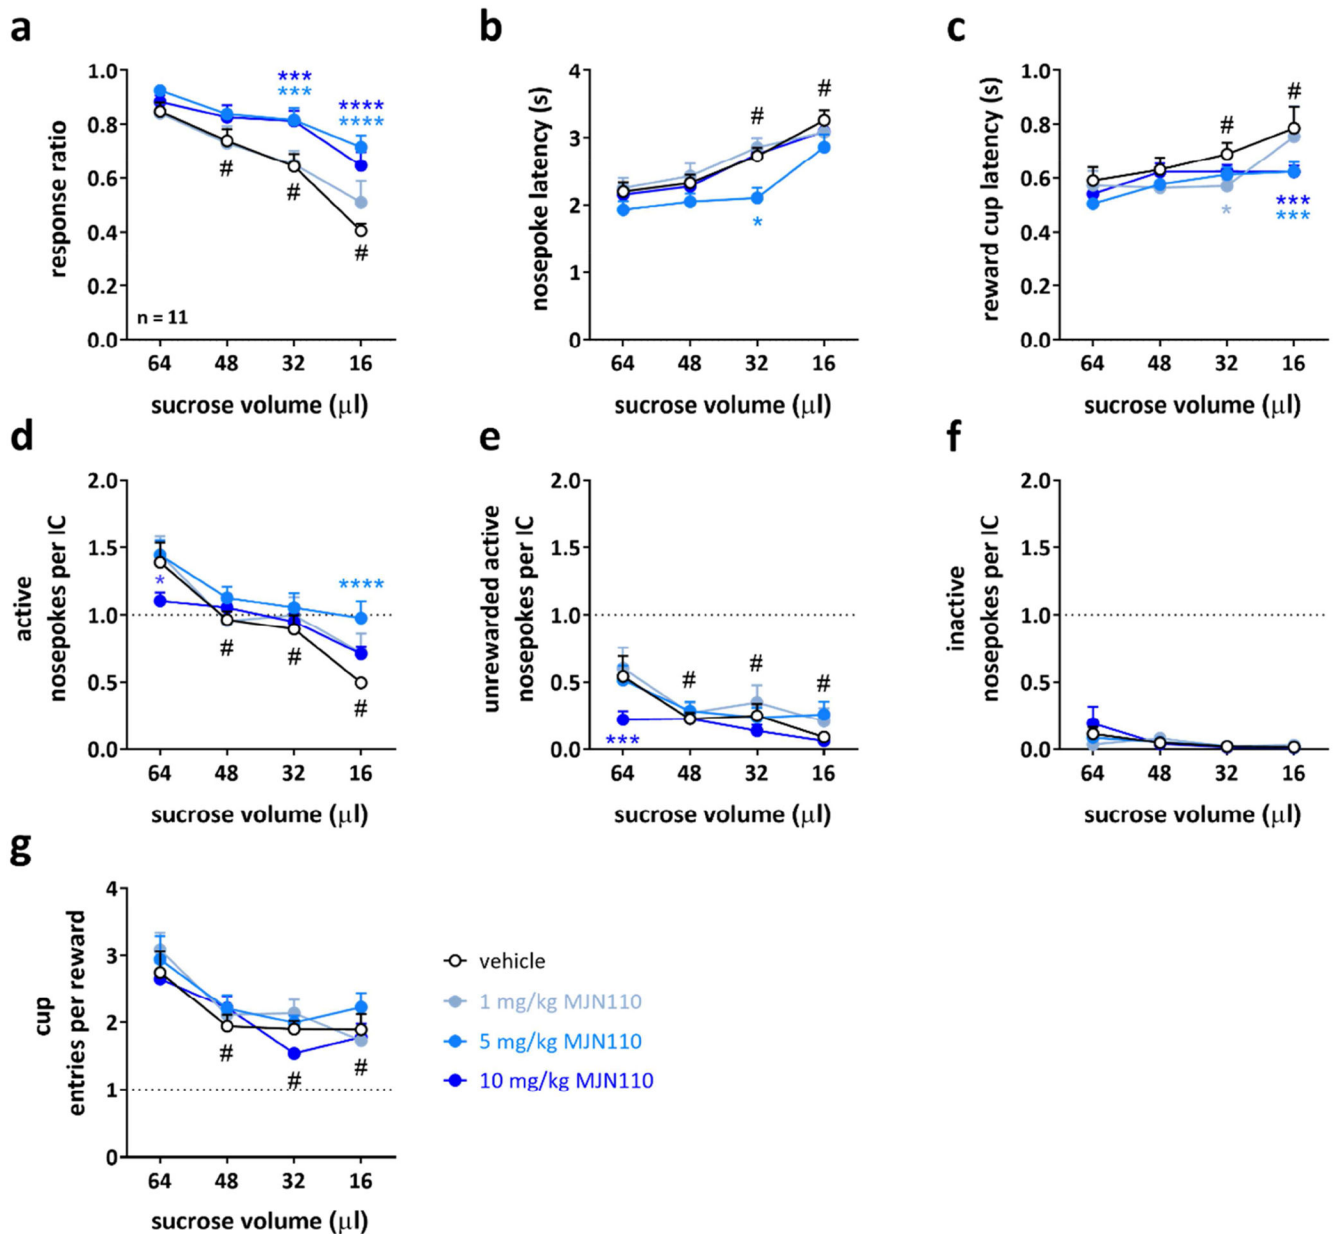 a
response ratio
1.0
0.8
0.6
0.4
0.2
0.0
***
***
****
****
#
#
#
n = 11
64 48 32 16
sucrose volume (µl)
b
nosepoke latency (s)
4
3
2
1
0
#
#
*
64 48 32 16
sucrose volume (µl)
c
reward cup latency (s)
1.0
0.8
0.6
0.4
0.2
0.0
#
#
*
***
***
64 48 32 16
sucrose volume (µl)
d
active
nosepokes per IC
2.0
1.5
1.0
0.5
0.0
*
****
#
#
#
64 48 32 16
sucrose volume (µl)
e
unrewarded active
nosepokes per IC
2.0
1.5
1.0
0.5
0.0
***
#
#
#
64 48 32 16
sucrose volume (µl)
f
inactive
nosepokes per IC
2.0
1.5
1.0
0.5
0.0
64 48 32 16
sucrose volume (µl)
g
cup
entries per reward
4
3
2
1
0
#
#
#
64 48 32 16
sucrose volume (µl)
vehicle
1 mg/kg MJN110
5 mg/kg MJN110
10 mg/kg MJN110